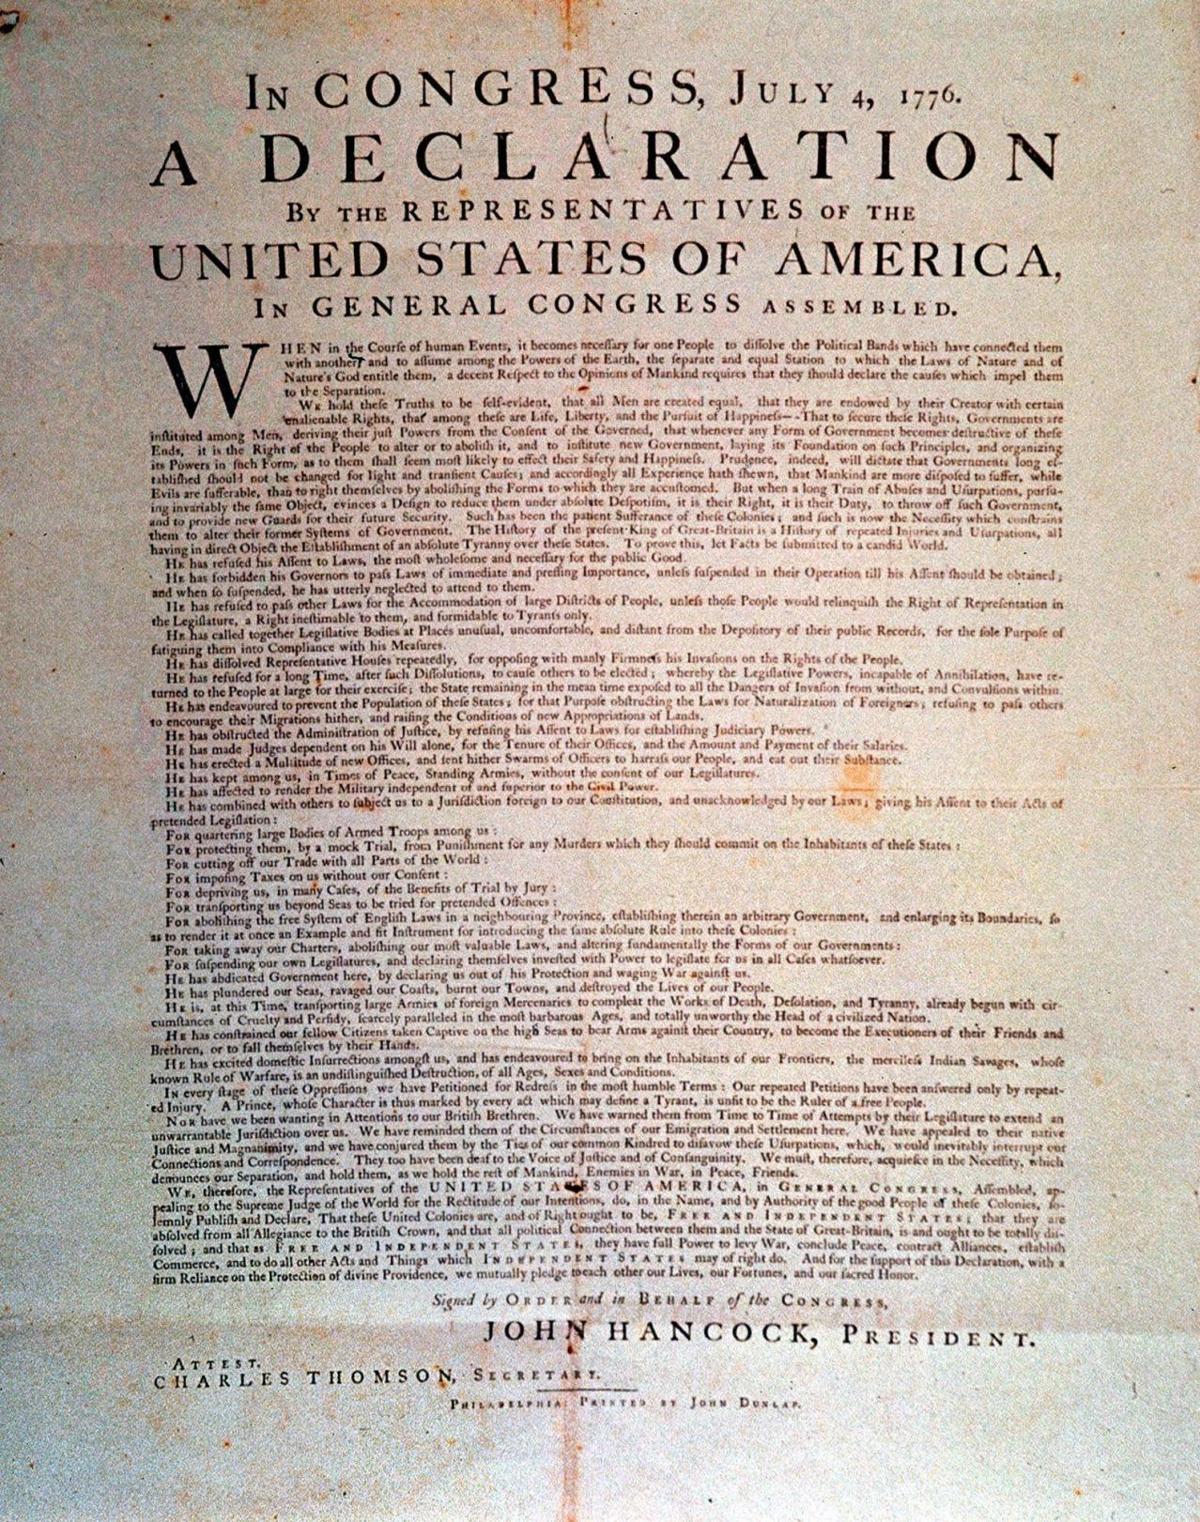 IN CONGRESS, JULY 4, 1776.
A DECLARATION
BY THE REPRESENTATIVES OF THE
UNITED STATES OF AMERICA,
IN GENERAL CONGRESS ASSEMBLED.
WHEN in the Courſe of human Events, it becomes neceſſary for one People to diſſolve the Political Bands which have connected them
with another, and to aſſume among the Powers of the Earth, the ſeparate and equal Station to which the Laws of Nature and of
Nature's God entitle them, a decent Reſpect to the Opinions of Mankind requires that they ſhould declare the cauſes which impel them
to the Separation.
WE hold theſe Truths to be ſelf-evident, that all Men are created equal, that they are endowed by their Creator with certain
unalienable Rights, that among theſe are Life, Liberty, and the Purſuit of Happineſs—-That to ſecure theſe Rights, Governments are
inſtituted among Men, deriving their juſt Powers from the Conſent of the Governed, that whenever any Form of Government becomes deſtructive of theſe
Ends, it is the Right of the People to alter or to aboliſh it, and to inſtitute new Government, laying its Foundation on ſuch Principles, and organizing
its Powers in ſuch Form, as to them ſhall ſeem moſt likely to effect their Safety and Happineſs. Prudence, indeed, will dictate that Governments long eſ-
tabliſhed ſhould not be changed for light and tranſient Cauſes; and accordingly all Experience hath ſhewn, that Mankind are more diſpoſed to ſuffer, while
Evils are ſufferable, than to right themſelves by aboliſhing the Forms to which they are accuſtomed. But when a long Train of Abuſes and Uſurpations, purſu-
ing invariably the ſame Object, evinces a Deſign to reduce them under abſolute Deſpotiſm, it is their Right, it is their Duty, to throw off ſuch Government,
and to provide new Guards for their future Security. Such has been the patient Sufferance of theſe Colonies; and ſuch is now the Neceſſity which conſtrains
them to alter their former Syſtems of Government. The Hiſtory of the preſent King of Great-Britain is a Hiſtory of repeated Injuries and Uſurpations, all
having in direct Object the Eſtabliſhment of an abſolute Tyranny over theſe States. To prove this, let Facts be ſubmitted to a candid World.
HE has refuſed his Aſſent to Laws, the moſt wholeſome and neceſſary for the public Good.
HE has forbidden his Governors to paſs Laws of immediate and preſſing Importance, unleſs ſuſpended in their Operation till his Aſſent ſhould be obtained;
and when ſo ſuſpended, he has utterly neglected to attend to them.
HE has refuſed to paſs other Laws for the Accommodation of large Diſtricts of People, unleſs thoſe People would relinquiſh the Right of Repreſentation in
the Legiſlature, a Right ineſtimable to them, and formidable to Tyrants only.
HE has called together Legiſlative Bodies at Places unuſual, uncomfortable, and diſtant from the Depoſitory of their public Records, for the ſole Purpoſe of
fatiguing them into Compliance with his Meaſures.
HE has diſſolved Repreſentative Houſes repeatedly, for oppoſing with manly Firmneſs his Invaſions on the Rights of the People.
HE has refuſed for a long Time, after ſuch Diſſolutions, to cauſe others to be elected; whereby the Legiſlative Powers, incapable of Annihilation, have re-
turned to the People at large for their exerciſe; the State remaining in the mean time expoſed to all the Dangers of Invaſion from without, and Convulſions within.
HE has endeavoured to prevent the Population of theſe States; for that Purpoſe obſtructing the Laws for Naturalization of Foreigners; refuſing to paſs others
to encourage their Migrations hither, and raiſing the Conditions of new Appropriations of Lands.
HE has obſtructed the Adminiſtration of Juſtice, by refuſing his Aſſent to Laws for eſtabliſhing Judiciary Powers.
HE has made Judges dependent on his Will alone, for the Tenure of their Offices, and the Amount and Payment of their Salaries.
HE has erected a Multitude of new Offices, and ſent hither Swarms of Officers to harraſs our People, and eat out their Subſtance.
HE has kept among us, in Times of Peace, Standing Armies, without the conſent of our Legiſlatures.
HE has affected to render the Military independent of and ſuperior to the Civil Power.
HE has combined with others to ſubject us to a Juriſdiction foreign to our Conſtitution, and unacknowledged by our Laws; giving his Aſſent to their Acts of
pretended Legiſlation:
FOR quartering large Bodies of Armed Troops among us:
FOR protecting them, by a mock Trial, from Puniſhment for any Murders which they ſhould commit on the Inhabitants of theſe States:
FOR cutting off our Trade with all Parts of the World:
FOR impoſing Taxes on us without our Conſent:
FOR depriving us, in many Caſes, of the Benefits of Trial by Jury:
FOR tranſporting us beyond Seas to be tried for pretended Offences:
FOR aboliſhing the free Syſtem of Engliſh Laws in a neighbouring Province, eſtabliſhing therein an arbitrary Government, and enlarging its Boundaries, ſo
as to render it at once an Example and fit Inſtrument for introducing the ſame abſolute Rule into theſe Colonies:
FOR taking away our Charters, aboliſhing our moſt valuable Laws, and altering fundamentally the Forms of our Governments:
FOR ſuſpending our own Legiſlatures, and declaring themſelves inveſted with Power to legiſlate for us in all Caſes whatſoever.
HE has abdicated Government here, by declaring us out of his Protection and waging War againſt us.
HE has plundered our Seas, ravaged our Coaſts, burnt our Towns, and deſtroyed the Lives of our People.
HE is, at this Time, tranſporting large Armies of foreign Mercenaries to compleat the Works of Death, Deſolation, and Tyranny, already begun with cir-
cumſtances of Cruelty and Perfidy, ſcarcely paralleled in the moſt barbarous Ages, and totally unworthy the Head of a civilized Nation.
HE has conſtrained our fellow Citizens taken Captive on the high Seas to bear Arms againſt their Country, to become the Executioners of their Friends and
Brethren, or to fall themſelves by their Hands.
HE has excited domeſtic Inſurrections amongſt us, and has endeavoured to bring on the Inhabitants of our Frontiers, the mercileſs Indian Savages, whoſe
known Rule of Warfare, is an undiſtinguiſhed Deſtruction, of all Ages, Sexes and Conditions.
IN every ſtage of theſe Oppreſſions we have Petitioned for Redreſs in the moſt humble Terms: Our repeated Petitions have been anſwered only by repeat-
ed Injury. A Prince, whoſe Character is thus marked by every act which may define a Tyrant, is unfit to be the Ruler of a free People.
NOR have we been wanting in Attentions to our Britiſh Brethren. We have warned them from Time to Time of Attempts by their Legiſlature to extend an
unwarrantable Juriſdiction over us. We have reminded them of the Circumſtances of our Emigration and Settlement here. We have appealed to their native
Juſtice and Magnanimity, and we have conjured them by the Ties of our common Kindred to diſavow theſe Uſurpations, which, would inevitably interrupt our
Connections and Correſpondence. They too have been deaf to the Voice of Juſtice and of Conſanguinity. We muſt, therefore, acquieſce in the Neceſſity, which
denounces our Separation, and hold them, as we hold the reſt of Mankind, Enemies in War, in Peace, Friends.
WE, therefore, the Repreſentatives of the UNITED STATES OF AMERICA, in GENERAL CONGRESS, Aſſembled, ap-
pealing to the Supreme Judge of the World for the Rectitude of our Intentions, do, in the Name, and by Authority of the good People of theſe Colonies, ſo-
lemnly Publiſh and Declare, That theſe United Colonies are, and of Right ought to be, FREE AND INDEPENDENT STATES; that they are
abſolved from all Allegiance to the Britiſh Crown, and that all political Connection between them and the State of Great-Britain, is and ought to be totally diſ-
ſolved; and that as FREE AND INDEPENDENT STATES, they have full Power to levy War, conclude Peace, contract Alliances, eſtabliſh
Commerce, and to do all other Acts and Things which INDEPENDENT STATES may of right do. And for the ſupport of this Declaration, with a
firm Reliance on the Protection of divine Providence, we mutually pledge to each other our Lives, our Fortunes, and our ſacred Honor.
Signed by ORDER and in BEHALF of the CONGRESS,
JOHN HANCOCK, PRESIDENT.
ATTEST.
CHARLES THOMSON, SECRETARY.
PHILADELPHIA: PRINTED BY JOHN DUNLAP.